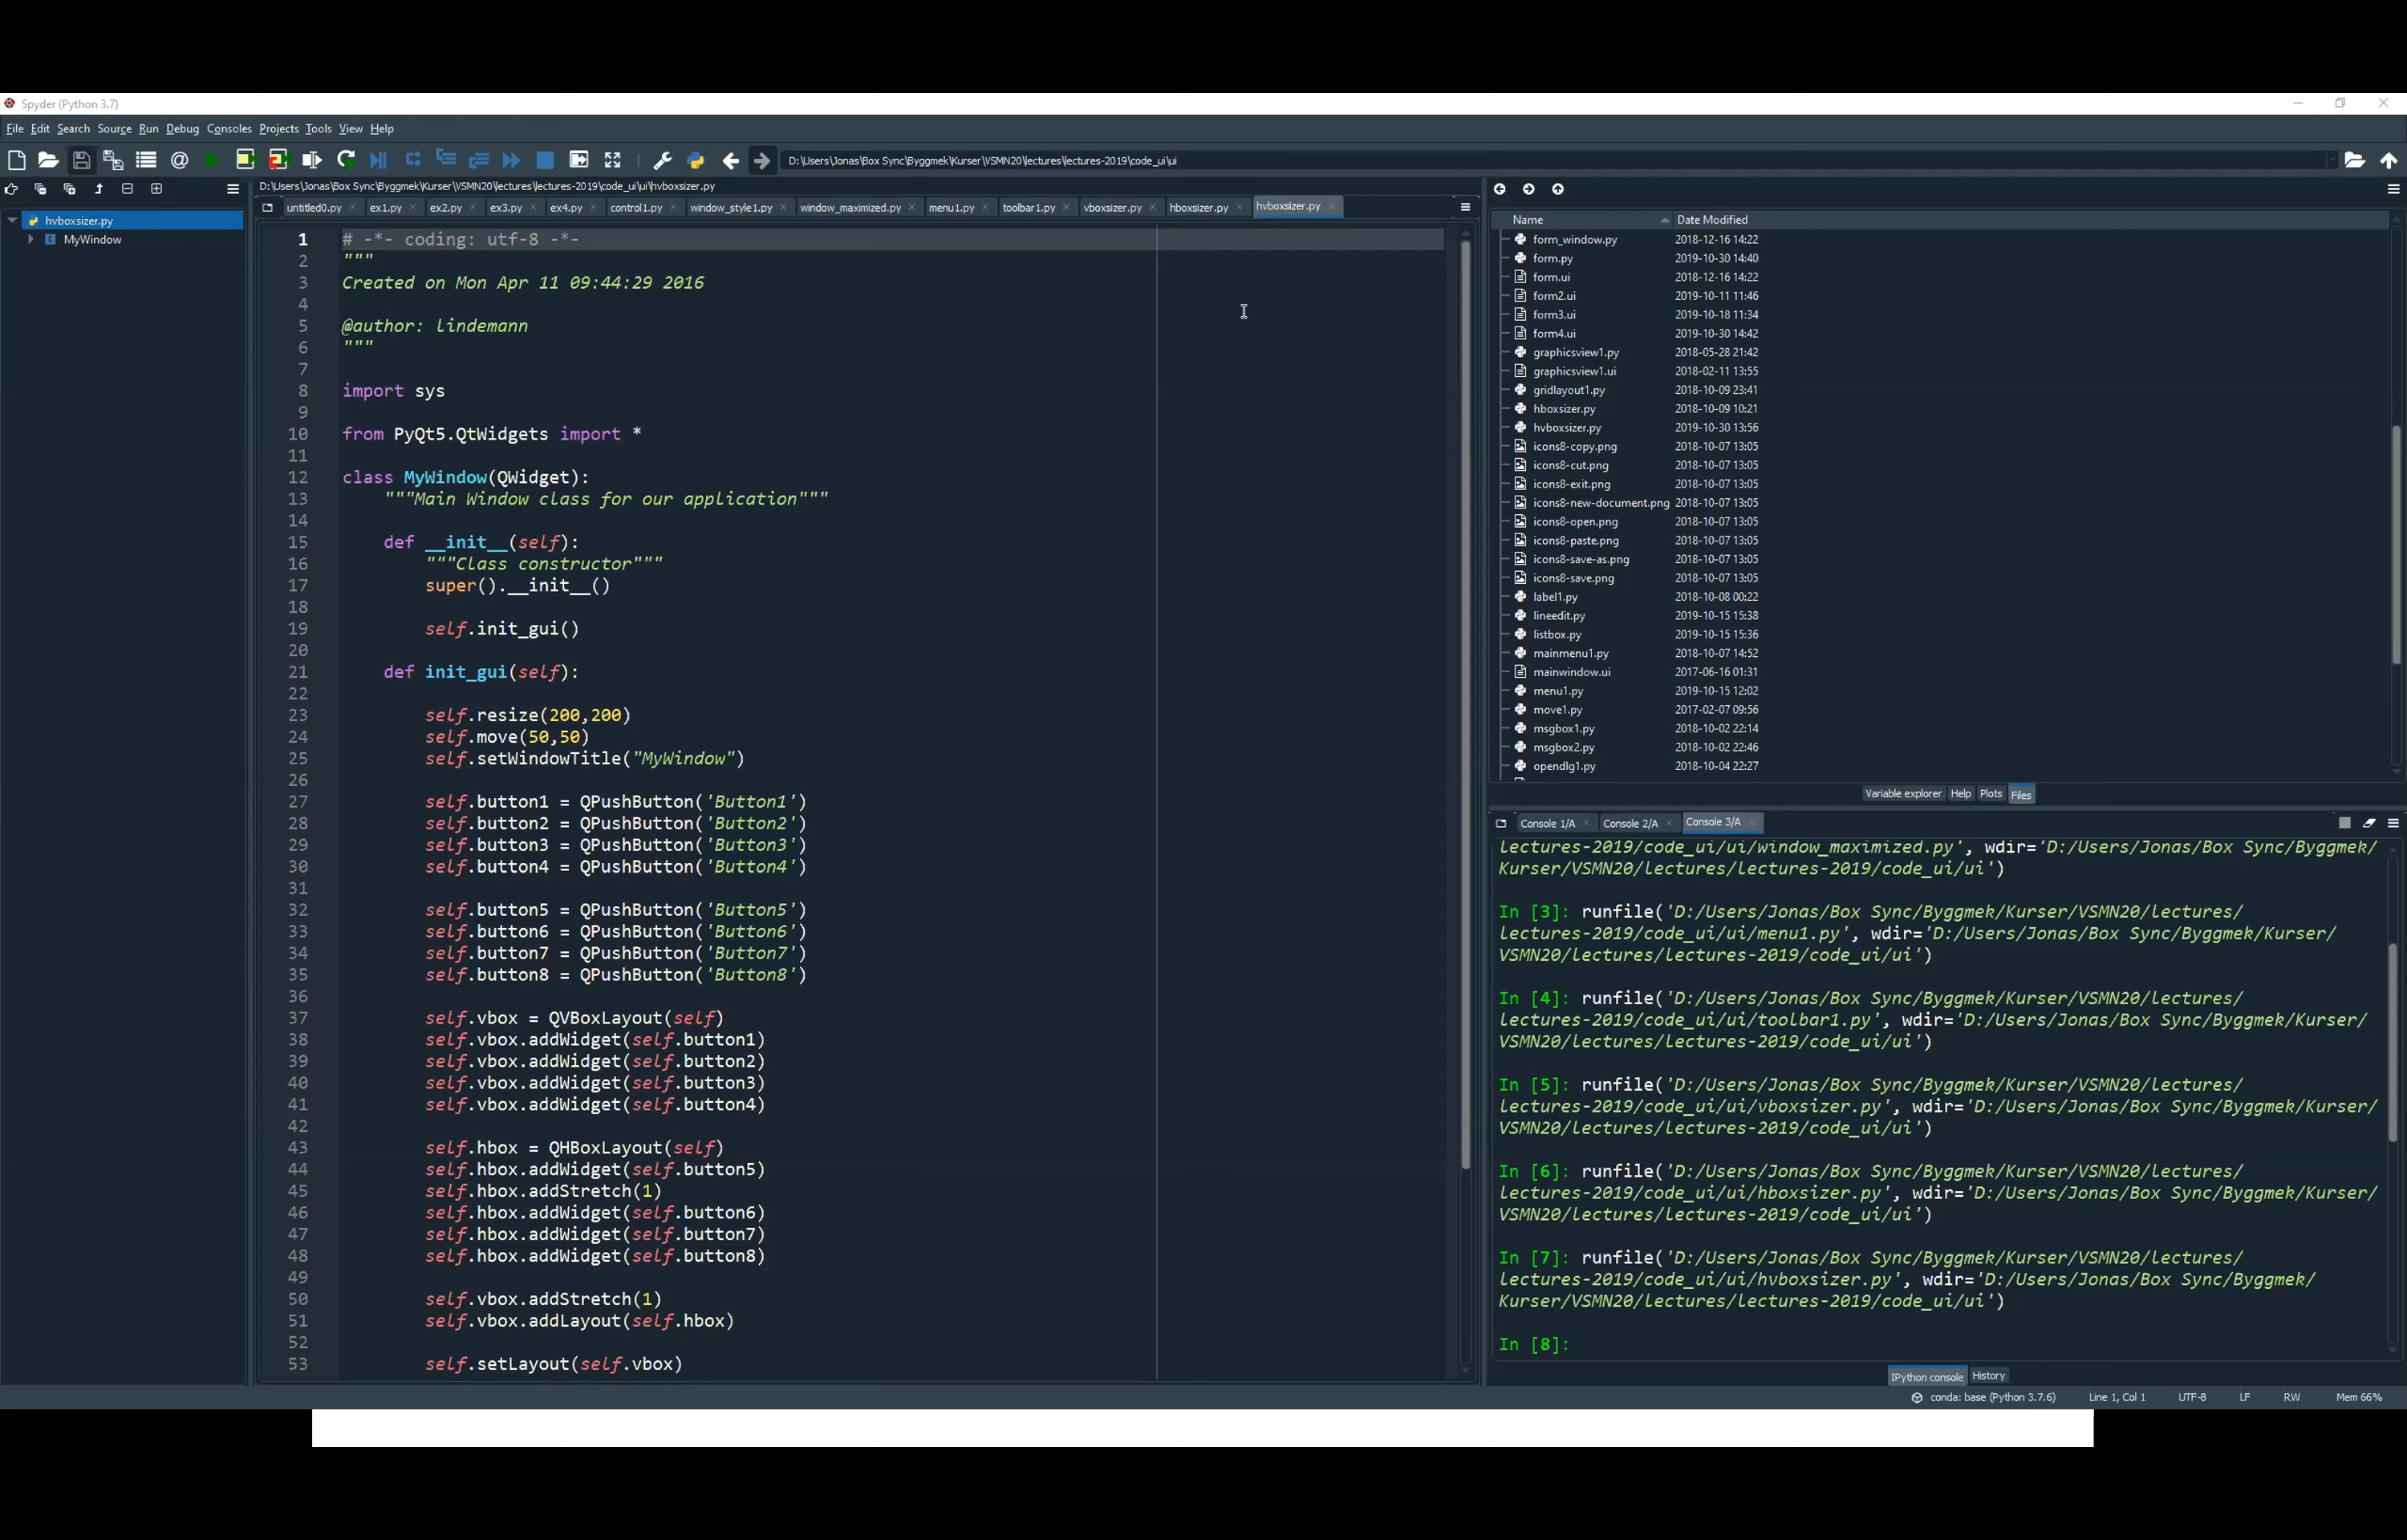 Spyder (Python 3.7)
File Edit Search Source Run Debug Consoles Projects Tools View Help
D:\Users\Jonas\Box Sync\Byggmek\Kurser\VSMN20\lectures\lectures-2019\code_ui\ui
hvboxsizer.py
MyWindow
D:\Users\Jonas\Box Sync\Byggmek\Kurser\VSMN20\lectures\lectures-2019\code_ui\ui\hvboxsizer.py
untitled0.py ex1.py ex2.py ex3.py ex4.py control1.py window_style1.py window_maximized.py menu1.py toolbar1.py vboxsizer.py hboxsizer.py hvboxsizer.py
1 # -*- coding: utf-8 -*-
2 """
3 Created on Mon Apr 11 09:44:29 2016
4
5 @author: lindemann
6 """
7
8 import sys
9
10 from PyQt5.QtWidgets import *
11
12 class MyWindow(QWidget):
13     """Main Window class for our application"""
14
15     def __init__(self):
16         """Class constructor"""
17         super().__init__()
18
19         self.init_gui()
20
21     def init_gui(self):
22
23         self.resize(200,200)
24         self.move(50,50)
25         self.setWindowTitle("MyWindow")
26
27         self.button1 = QPushButton('Button1')
28         self.button2 = QPushButton('Button2')
29         self.button3 = QPushButton('Button3')
30         self.button4 = QPushButton('Button4')
31
32         self.button5 = QPushButton('Button5')
33         self.button6 = QPushButton('Button6')
34         self.button7 = QPushButton('Button7')
35         self.button8 = QPushButton('Button8')
36
37         self.vbox = QVBoxLayout(self)
38         self.vbox.addWidget(self.button1)
39         self.vbox.addWidget(self.button2)
40         self.vbox.addWidget(self.button3)
41         self.vbox.addWidget(self.button4)
42
43         self.hbox = QHBoxLayout(self)
44         self.hbox.addWidget(self.button5)
45         self.hbox.addStretch(1)
46         self.hbox.addWidget(self.button6)
47         self.hbox.addWidget(self.button7)
48         self.hbox.addWidget(self.button8)
49
50         self.vbox.addStretch(1)
51         self.vbox.addLayout(self.hbox)
52
53         self.setLayout(self.vbox)
Name Date Modified
form_window.py 2018-12-16 14:22
form.py 2019-10-30 14:40
form.ui 2018-12-16 14:22
form2.ui 2019-10-11 11:46
form3.ui 2019-10-18 11:34
form4.ui 2019-10-30 14:42
graphicsview1.py 2018-05-28 21:42
graphicsview1.ui 2018-02-11 13:55
gridlayout1.py 2018-10-09 23:41
hboxsizer.py 2018-10-09 10:21
hvboxsizer.py 2019-10-30 13:56
icons8-copy.png 2018-10-07 13:05
icons8-cut.png 2018-10-07 13:05
icons8-exit.png 2018-10-07 13:05
icons8-new-document.png 2018-10-07 13:05
icons8-open.png 2018-10-07 13:05
icons8-paste.png 2018-10-07 13:05
icons8-save-as.png 2018-10-07 13:05
icons8-save.png 2018-10-07 13:05
label1.py 2018-10-08 00:22
lineedit.py 2019-10-15 15:38
listbox.py 2019-10-15 15:36
mainmenu1.py 2018-10-07 14:52
mainwindow.ui 2017-06-16 01:31
menu1.py 2019-10-15 12:02
move1.py 2017-02-07 09:56
msgbox1.py 2018-10-02 22:14
msgbox2.py 2018-10-02 22:46
opendlg1.py 2018-10-04 22:27
Variable explorer Help Plots Files
Console 1/A Console 2/A Console 3/A
lectures-2019/code_ui/ui/window_maximized.py', wdir='D:/Users/Jonas/Box Sync/Byggmek/
Kurser/VSMN20/lectures/lectures-2019/code_ui/ui')
In [3]: runfile('D:/Users/Jonas/Box Sync/Byggmek/Kurser/VSMN20/lectures/
lectures-2019/code_ui/ui/menu1.py', wdir='D:/Users/Jonas/Box Sync/Byggmek/Kurser/
VSMN20/lectures/lectures-2019/code_ui/ui')
In [4]: runfile('D:/Users/Jonas/Box Sync/Byggmek/Kurser/VSMN20/lectures/
lectures-2019/code_ui/ui/toolbar1.py', wdir='D:/Users/Jonas/Box Sync/Byggmek/Kurser/
VSMN20/lectures/lectures-2019/code_ui/ui')
In [5]: runfile('D:/Users/Jonas/Box Sync/Byggmek/Kurser/VSMN20/lectures/
lectures-2019/code_ui/ui/vboxsizer.py', wdir='D:/Users/Jonas/Box Sync/Byggmek/Kurser/
VSMN20/lectures/lectures-2019/code_ui/ui')
In [6]: runfile('D:/Users/Jonas/Box Sync/Byggmek/Kurser/VSMN20/lectures/
lectures-2019/code_ui/ui/hboxsizer.py', wdir='D:/Users/Jonas/Box Sync/Byggmek/Kurser/
VSMN20/lectures/lectures-2019/code_ui/ui')
In [7]: runfile('D:/Users/Jonas/Box Sync/Byggmek/Kurser/VSMN20/lectures/
lectures-2019/code_ui/ui/hvboxsizer.py', wdir='D:/Users/Jonas/Box Sync/Byggmek/
Kurser/VSMN20/lectures/lectures-2019/code_ui/ui')
In [8]:
IPython console History
conda: base (Python 3.7.6) Line 1, Col 1 UTF-8 LF RW Mem 66%